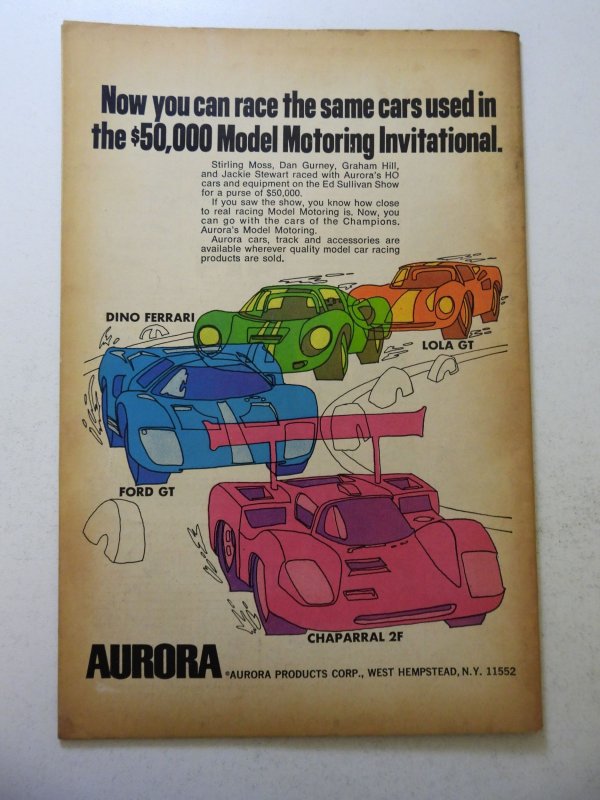 Now you can race the same cars used in
the $50,000 Model Motoring Invitational.
Stirling Moss, Dan Gurney, Graham Hill,
and Jackie Stewart raced with Aurora's HO
cars and equipment on the Ed Sullivan Show
for a purse of $50,000.
If you saw the show, you know how close
to real racing Model Motoring is. Now, you
can go with the cars of the Champions.
Aurora's Model Motoring.
Aurora cars, track and accessories are
available wherever quality model car racing
products are sold.
DINO FERRARI
LOLA GT
FORD GT
CHAPARRAL 2F
AURORA ©AURORA PRODUCTS CORP., WEST HEMPSTEAD, N.Y. 11552